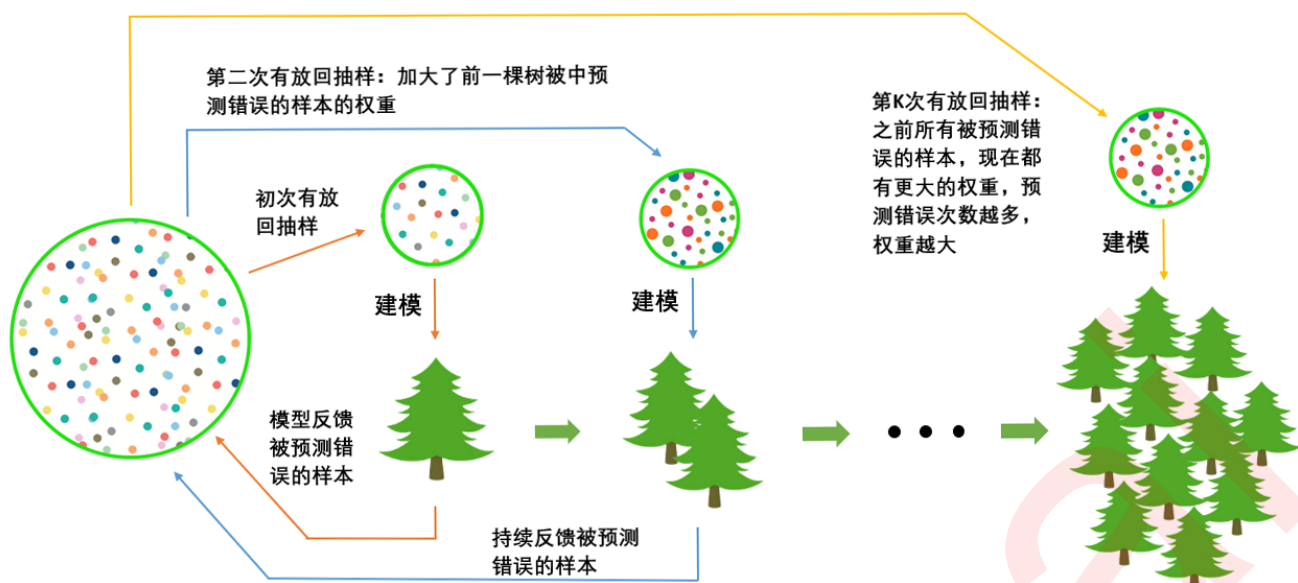 第二次有放回抽样：加大了前一棵树被中预
测错误的样本的权重
第K次有放回抽样：
之前所有被预测错
误的样本，现在都
有更大的权重，预
测错误次数越多，
权重越大
初次有放
回抽样
建模
建模
建模
模型反馈
被预测错
误的样本
持续反馈被预测
错误的样本